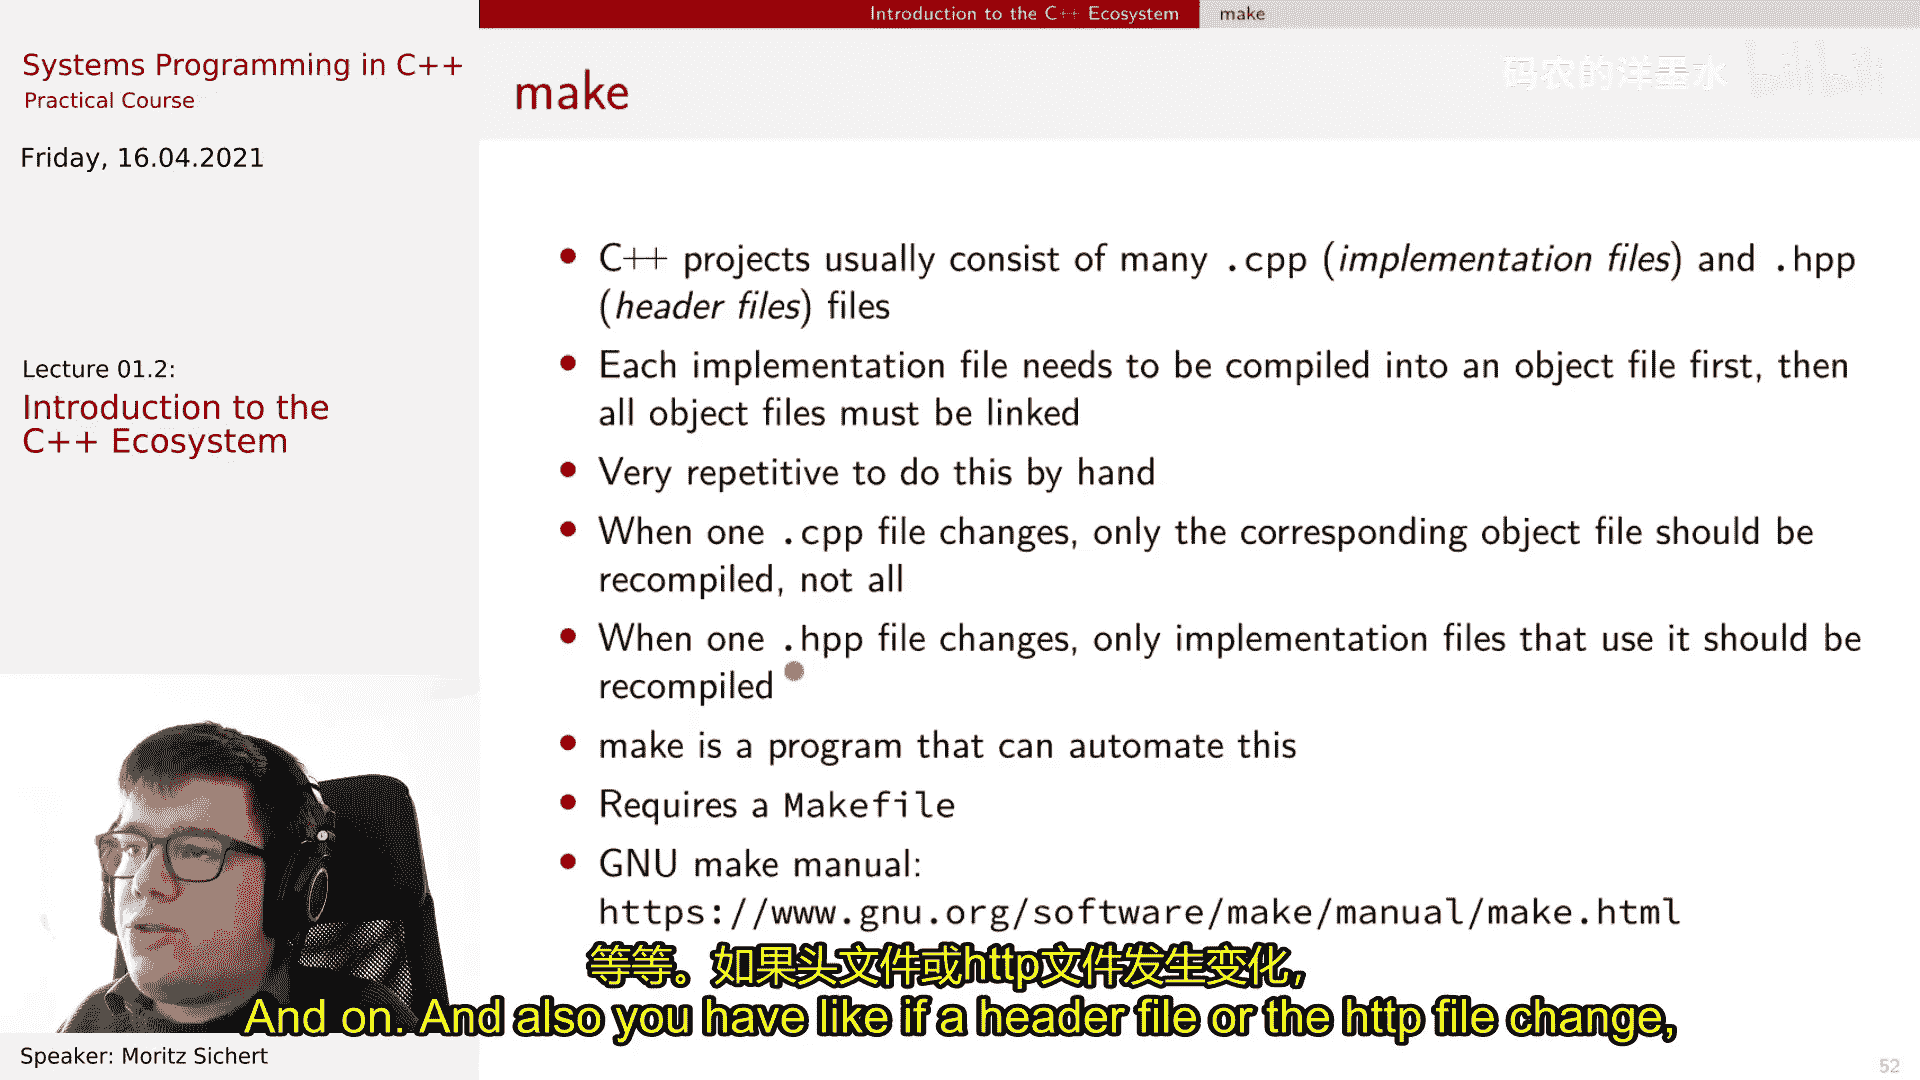 Introduction to the C++ Ecosystem
make
Systems Programming in C++
Practical Course
Friday, 16.04.2021
Lecture 01.2:
Introduction to the
C++ Ecosystem
make
码农的洋墨水
• C++ projects usually consist of many .cpp (implementation files) and .hpp
(header files) files
• Each implementation file needs to be compiled into an object file first, then
all object files must be linked
• Very repetitive to do this by hand
• When one .cpp file changes, only the corresponding object file should be
recompiled, not all
• When one .hpp file changes, only implementation files that use it should be
recompiled
• make is a program that can automate this
• Requires a Makefile
• GNU make manual:
https://www.gnu.org/software/make/manual/make.html
等等。如果头文件或http文件发生变化,
And on. And also you have like if a header file or the http file change,
Speaker: Moritz Sichert
52